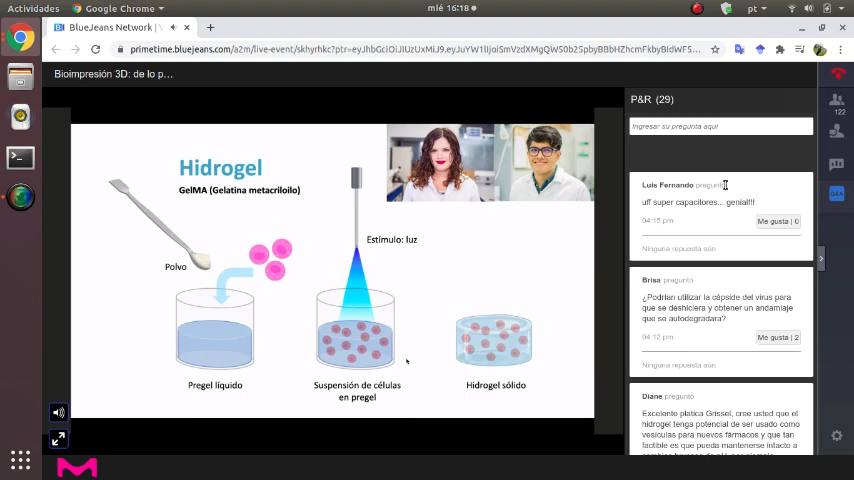 Actividades
Google Chrome
mié 16:18
pt
BlueJeans Network | V
primetime.bluejeans.com/a2m/live-event/skhyrhkc?ptr=eyJhbGciOiJIUzUxMiJ9.
Bioimpresión 3D: de lo p...
Hidrogel
GelMA (Gelatina metacriloilo)
Estímulo: luz
Polvo
Pregel líquido
Suspensión de células
en pregel
Hidrogel sólido
P&R (29)
Ingresar su pregunta aquí
Luis Fernando preguntó
uff super capacitores... genial!!!
04:15 pm
Me gusta | 0
Ninguna repuesta aún
Brisa preguntó
¿Podrían utilizar la cápside del virus para
que se deshiciera y obtener un andamiaje
que se autodegradara?
04:12 pm
Me gusta | 2
Ninguna repuesta aún
Diane preguntó
Excelente platica Grissel, cree usted que el
hidrogel tenga potencial de ser usado como
vesículas para nuevos fármacos y que tan
factible es que pueda mantenerse intacto a
122
Q&A